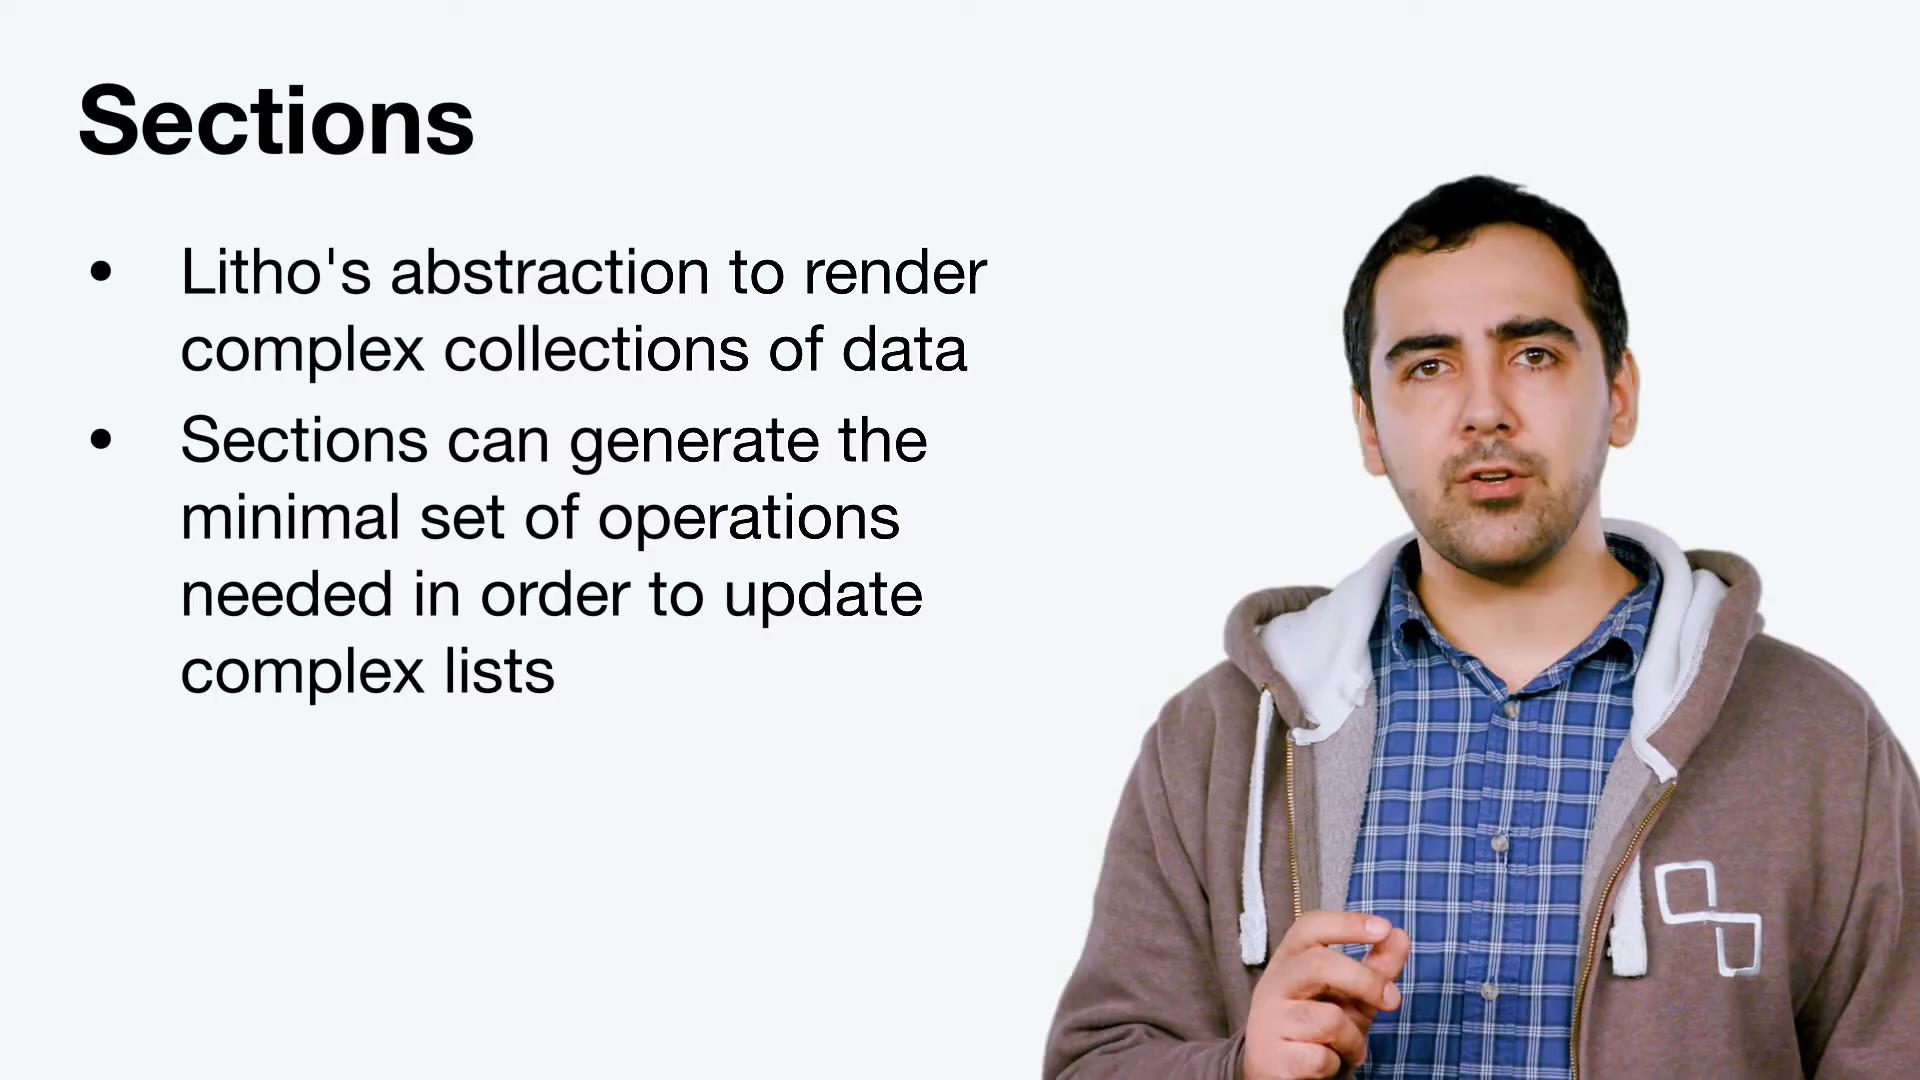 Sections
• Litho's abstraction to render
complex collections of data
• Sections can generate the
minimal set of operations
needed in order to update
complex lists